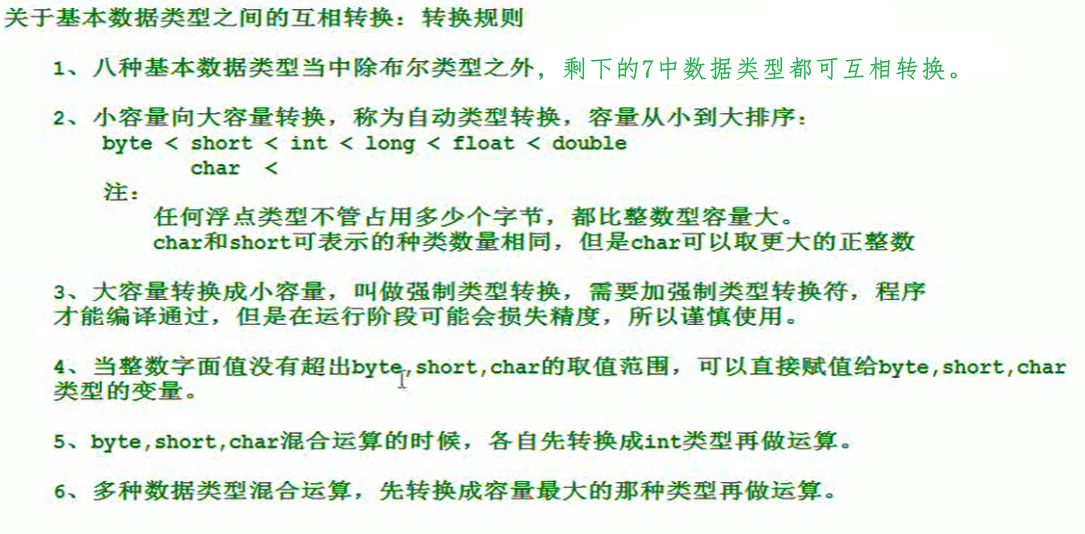 关于基本数据类型之间的互相转换：转换规则
1、八种基本数据类型当中除布尔类型之外，剩下的7中数据类型都可互相转换。
2、小容量向大容量转换，称为自动类型转换，容量从小到大排序：
byte < short < int < long < float < double
char <
注：
任何浮点类型不管占用多少个字节，都比整数型容量大。
char和short可表示的种类数量相同，但是char可以取更大的正整数
3、大容量转换成小容量，叫做强制类型转换，需要加强制类型转换符，程序
才能编译通过，但是在运行阶段可能会损失精度，所以谨慎使用。
4、当整数字面值没有超出byte,short,char的取值范围，可以直接赋值给byte,short,char
类型的变量。
5、byte,short,char混合运算的时候，各自先转换成int类型再做运算。
6、多种数据类型混合运算，先转换成容量最大的那种类型再做运算。